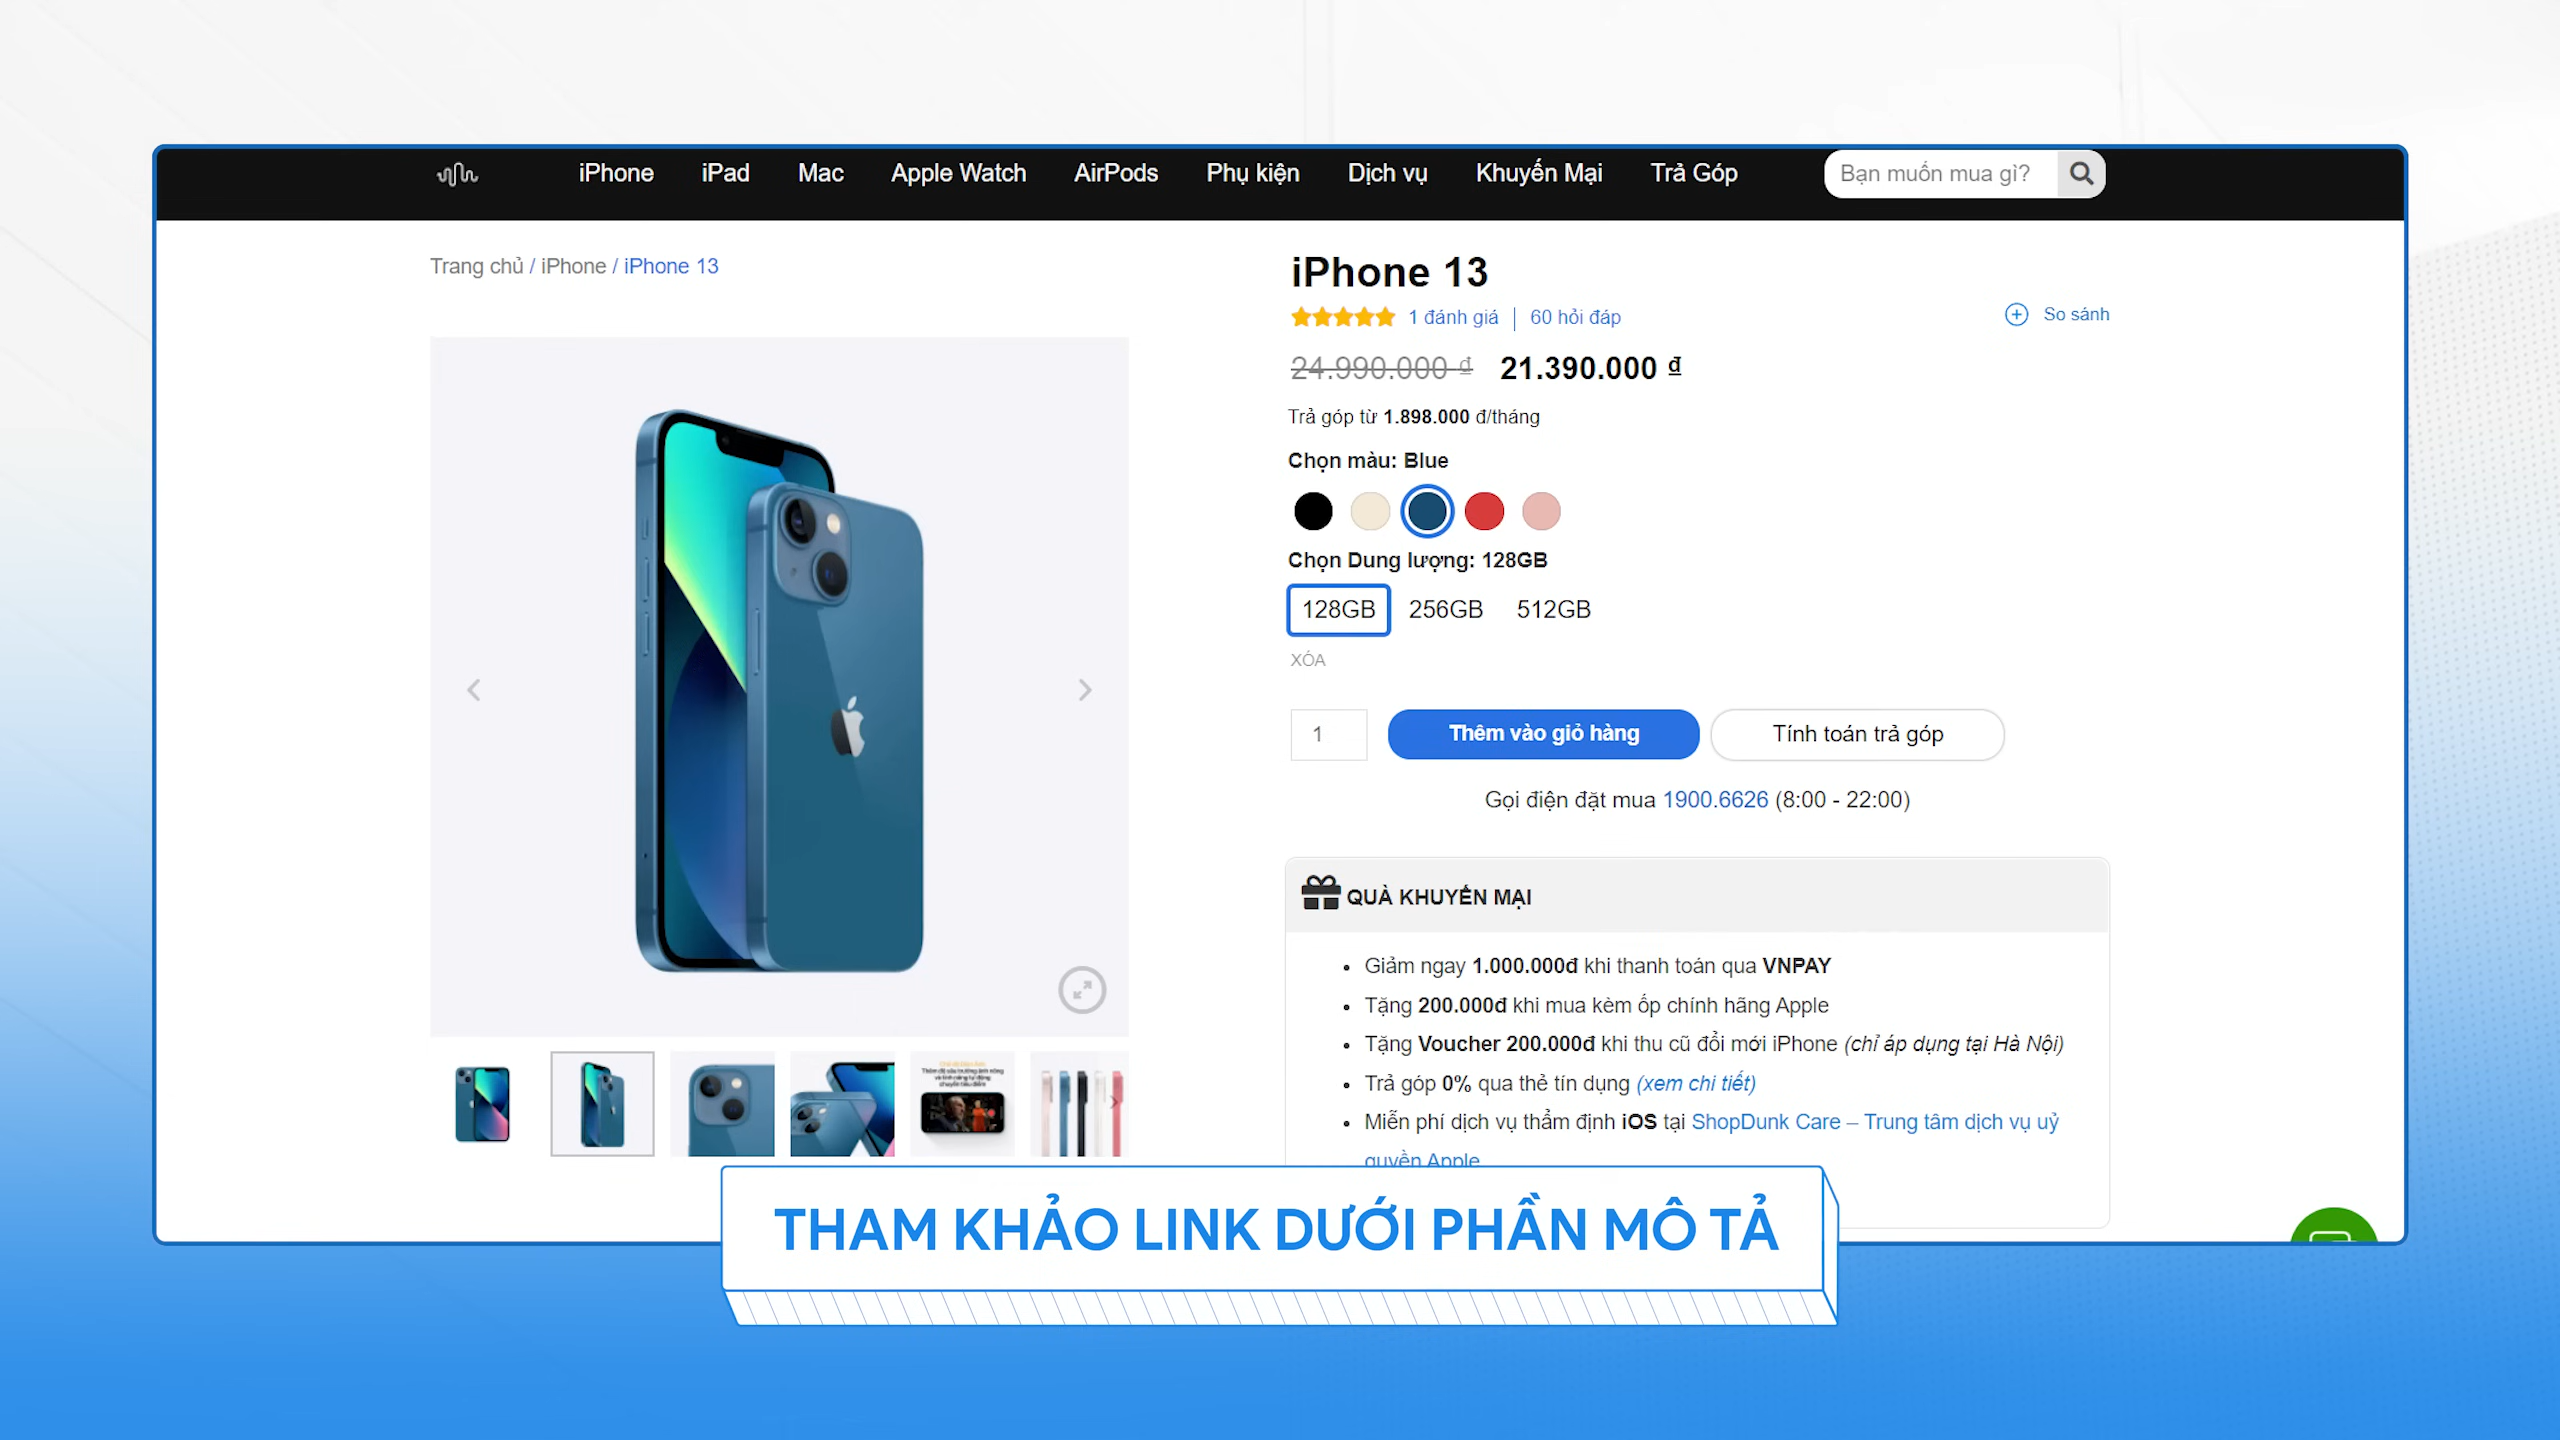 iPhone iPad Mac Apple Watch AirPods Phụ kiện Dịch vụ Khuyến Mại Trả Góp Bạn muốn mua gì?
Trang chủ / iPhone / iPhone 13
iPhone 13
1 đánh giá | 60 hỏi đáp
So sánh
24.990.000 ₫ 21.390.000 ₫
Trả góp từ 1.898.000 đ/tháng
Chọn màu: Blue
Chọn Dung lượng: 128GB
128GB 256GB 512GB
XÓA
1 Thêm vào giỏ hàng Tính toán trả góp
Gọi điện đặt mua 1900.6626 (8:00 - 22:00)
QUÀ KHUYẾN MẠI
Giảm ngay 1.000.000đ khi thanh toán qua VNPAY
Tặng 200.000đ khi mua kèm ốp chính hãng Apple
Tặng Voucher 200.000đ khi thu cũ đổi mới iPhone (chỉ áp dụng tại Hà Nội)
Trả góp 0% qua thẻ tín dụng (xem chi tiết)
Miễn phí dịch vụ thẩm định iOS tại ShopDunk Care – Trung tâm dịch vụ uỷ
quyền Apple
THAM KHẢO LINK DƯỚI PHẦN MÔ TẢ